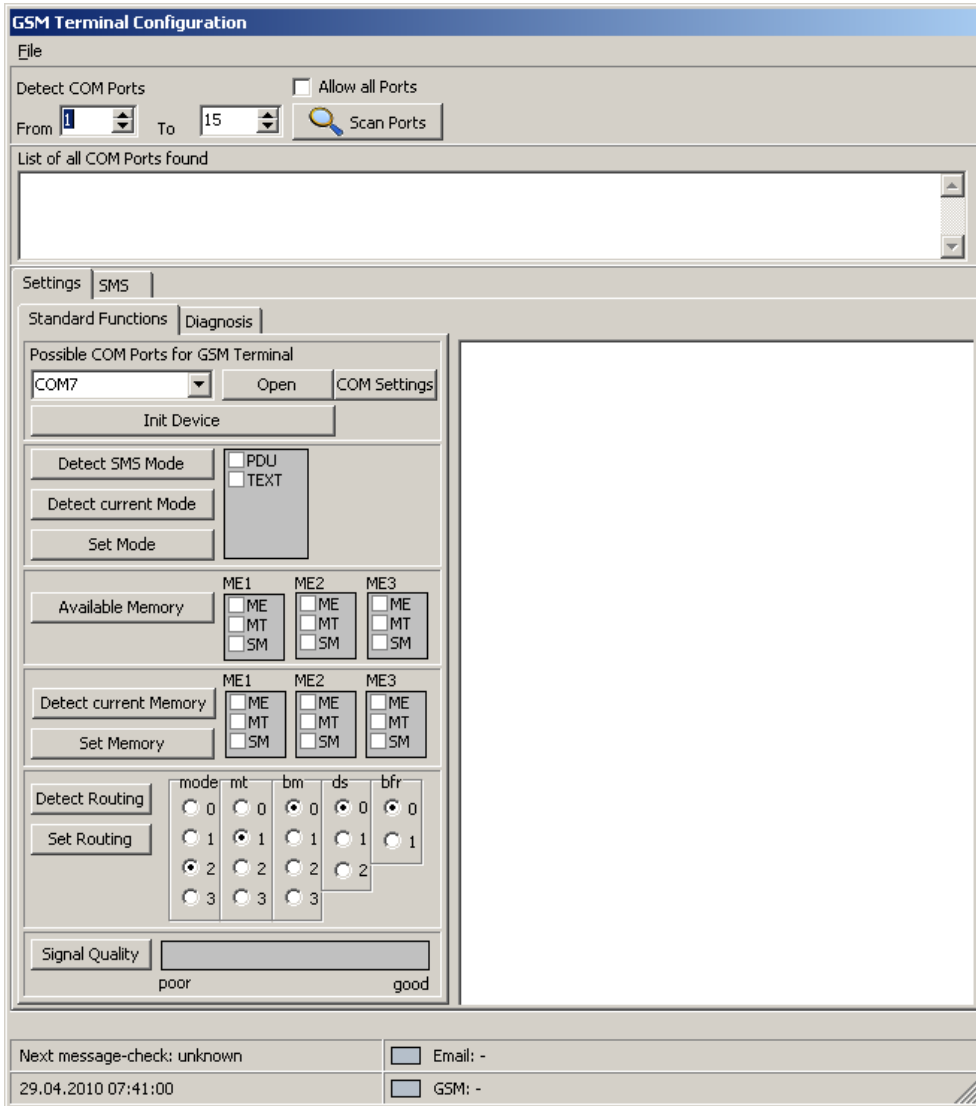 GSM Terminal Configuration
File
Detect COM Ports
Allow all Ports
From 1 To 15 Scan Ports
List of all COM Ports found
Settings SMS
Standard Functions Diagnosis
Possible COM Ports for GSM Terminal
COM7 Open COM Settings
Init Device
Detect SMS Mode
Detect current Mode
Set Mode
PDU
TEXT
Available Memory
ME1 ME2 ME3
ME ME ME
MT MT MT
SM SM SM
Detect current Memory
Set Memory
ME1 ME2 ME3
ME ME ME
MT MT MT
SM SM SM
Detect Routing
Set Routing
mode mt bm ds bfr
0 0 0 0 0
1 1 1 1 1
2 2 2 2
3 3 3
Signal Quality
poor good
Next message-check: unknown
Email: -
29.04.2010 07:41:00
GSM: -